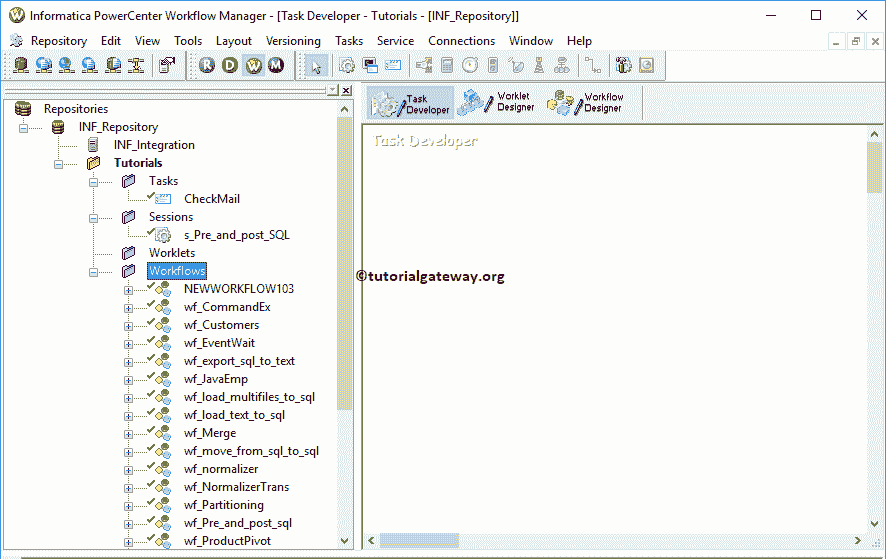 Informatica PowerCenter Workflow Manager - [Task Developer - Tutorials - [INF_Repository]]
Repository Edit View Tools Layout Versioning Tasks Service Connections Window Help
R D W M
Repositories
INF_Repository
INF_Integration
Tutorials
Tasks
CheckMail
Sessions
s_Pre_and_post_SQL
Worklets
Workflows
NEWWORKFLOW103
wf_CommandEx
wf_Customers
wf_EventWait
wf_export_sql_to_text
wf_JavaEmp
wf_load_multifiles_to_sql
wf_load_text_to_sql
wf_Merge
wf_move_from_sql_to_sql
wf_normalizer
wf_NormalizerTrans
wf_Partitioning
wf_Pre_and_post_sql
wf_ProductPivot
Task
Developer
Worklet
Designer
Workflow
Designer
Task Developer
©tutorialgateway.org